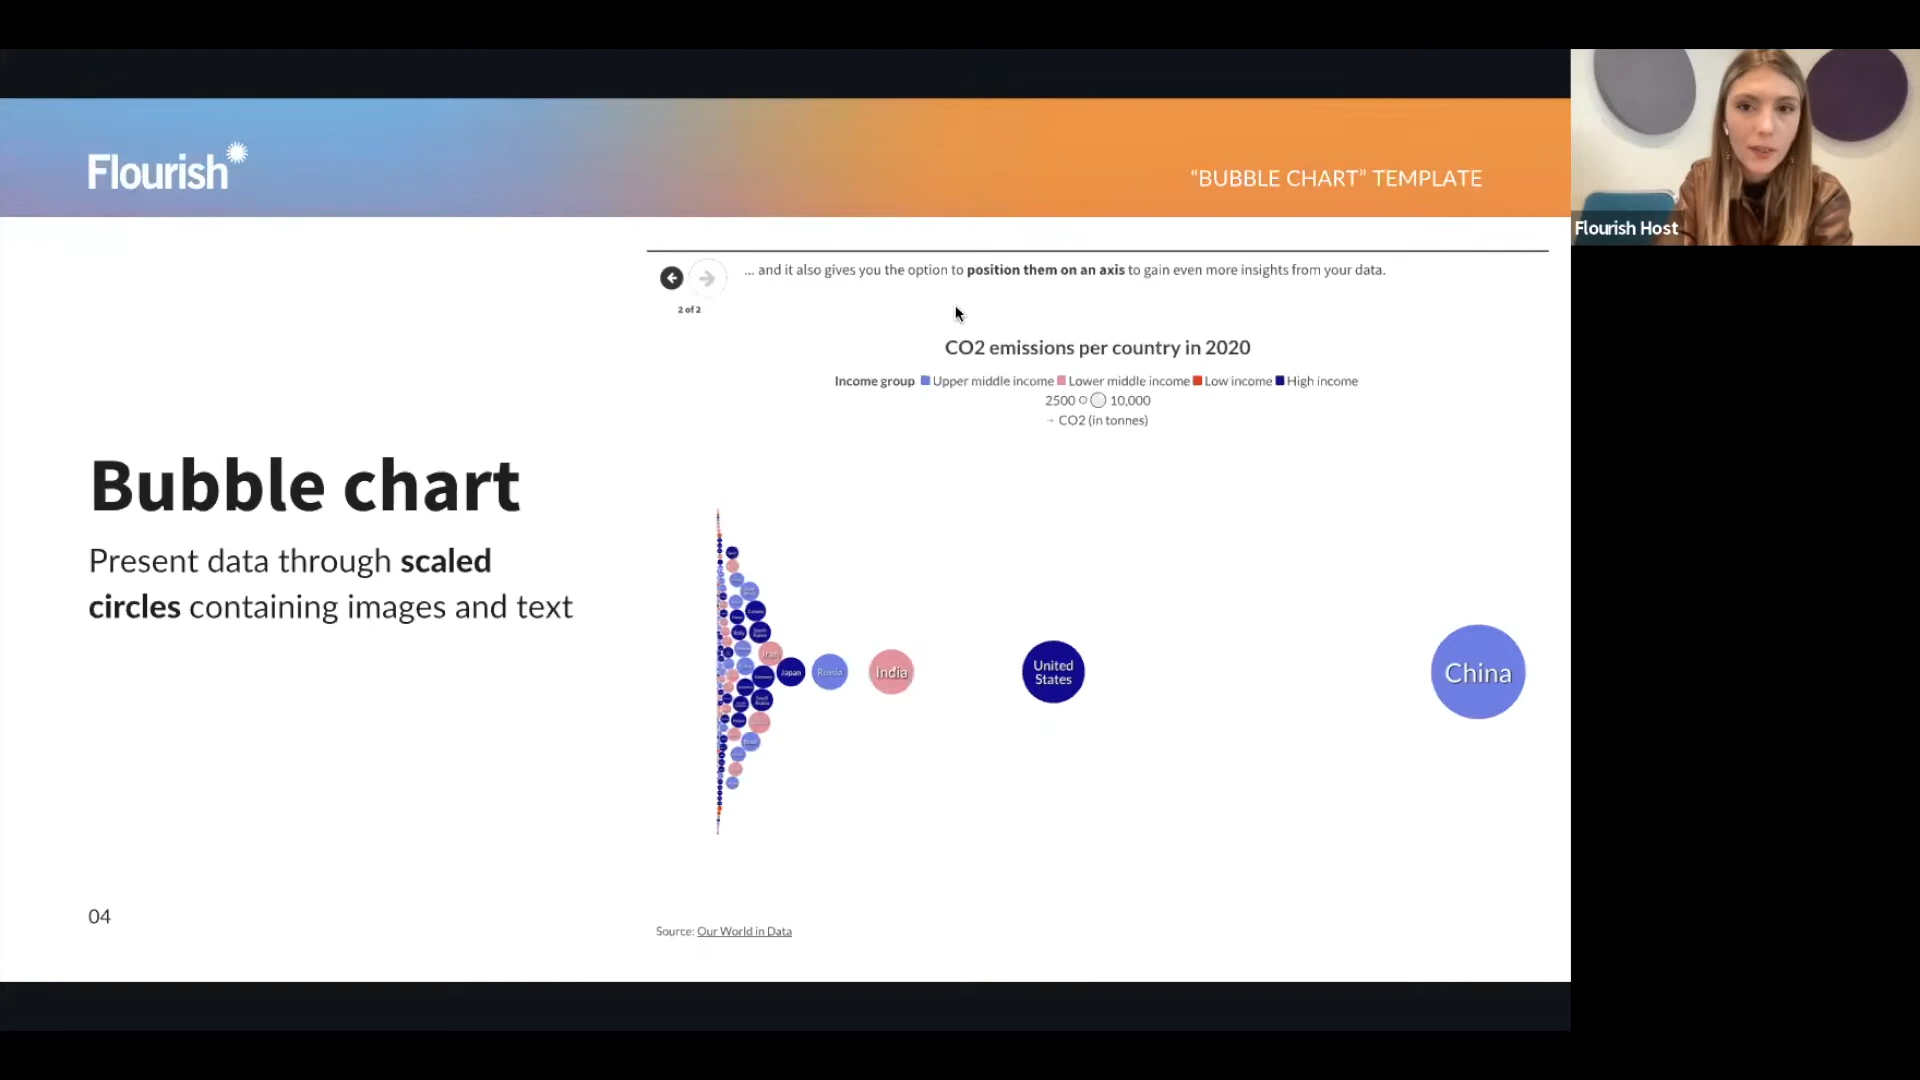 Flourish
"BUBBLE CHART" TEMPLATE
Flourish Host
... and it also gives you the option to position them on an axis to gain even more insights from your data.
2 of 2
CO2 emissions per country in 2020
Income group Upper middle income Lower middle income Low income High income
2500 10,000
→ CO2 (in tonnes)
Bubble chart
Present data through scaled
circles containing images and text
Iran
Japan
Russia
India
United
States
China
04
Source: Our World in Data